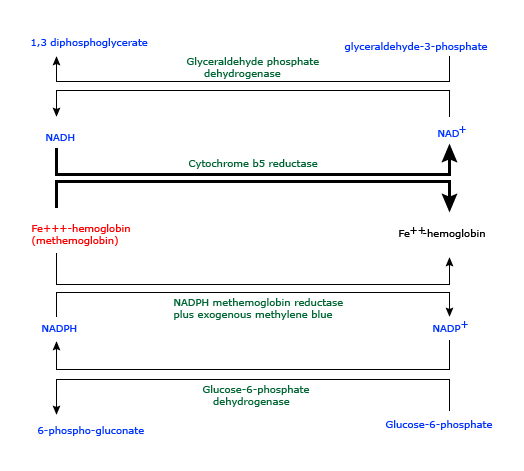 1,3 diphosphoglycerate
glyceraldehyde-3-phosphate
Glyceraldehyde phosphate
dehydrogenase
NADH
NAD+
Cytochrome b5 reductase
Fe+++-hemoglobin
(methemoglobin)
Fe++-hemoglobin
NADPH methemoglobin reductase
plus exogenous methylene blue
NADPH
NADP+
Glucose-6-phosphate
dehydrogenase
6-phospho-gluconate
Glucose-6-phosphate